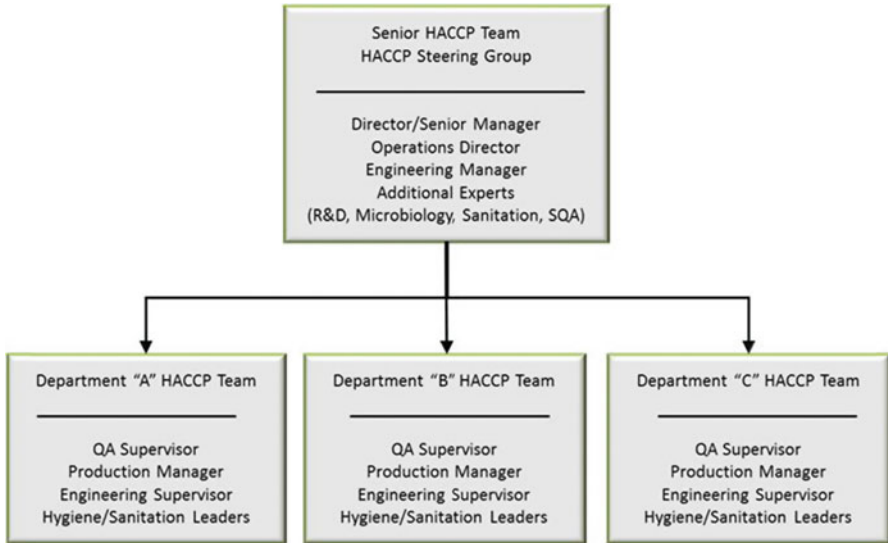 Senior HACCP Team
HACCP Steering Group
Director/Senior Manager
Operations Director
Engineering Manager
Additional Experts
(R&D, Microbiology, Sanitation, SQA)
Department “A” HACCP Team
QA Supervisor
Production Manager
Engineering Supervisor
Hygiene/Sanitation Leaders
Department “B” HACCP Team
QA Supervisor
Production Manager
Engineering Supervisor
Hygiene/Sanitation Leaders
Department “C” HACCP Team
QA Supervisor
Production Manager
Engineering Supervisor
Hygiene/Sanitation Leaders